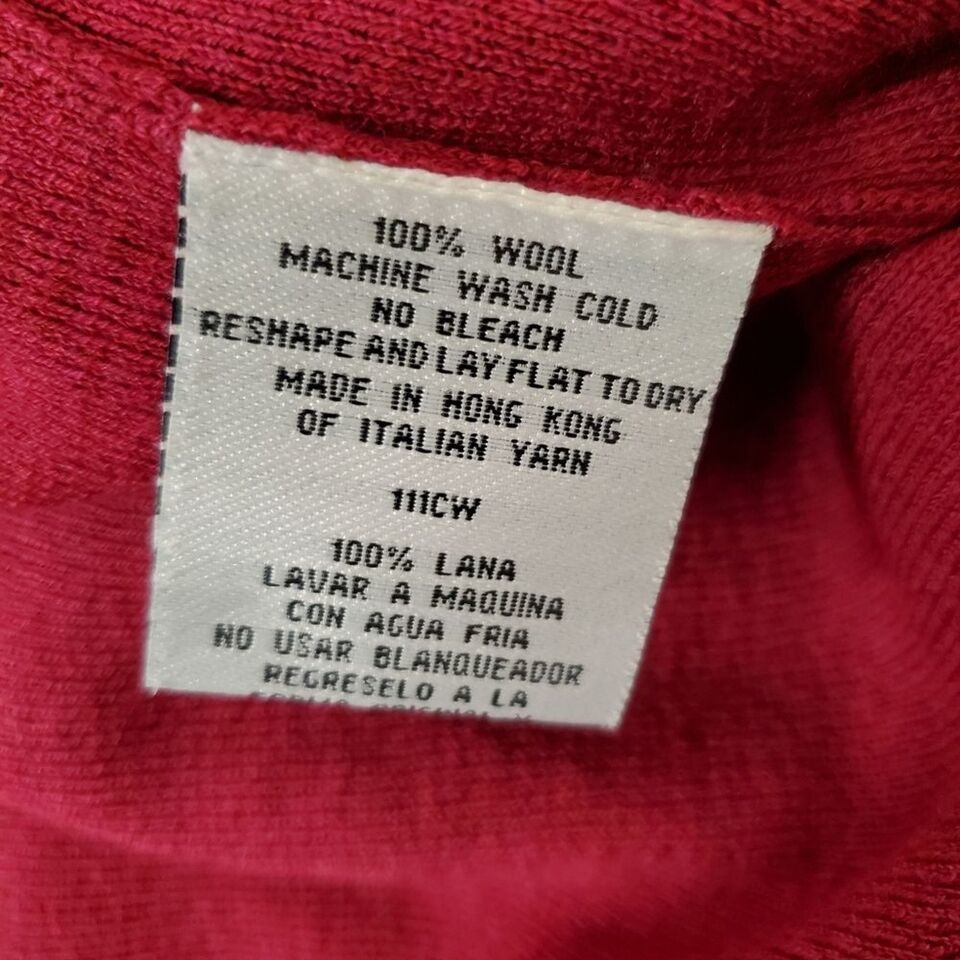 100% WOOL
MACHINE WASH COLD
NO BLEACH
RESHAPE AND LAY FLAT TO DRY
MADE IN HONG KONG
OF ITALIAN YARN
111CW
100% LANA
LAVAR A MAQUINA
CON AGUA FRIA
NO USAR BLANQUEADOR
REGRESELO A LA